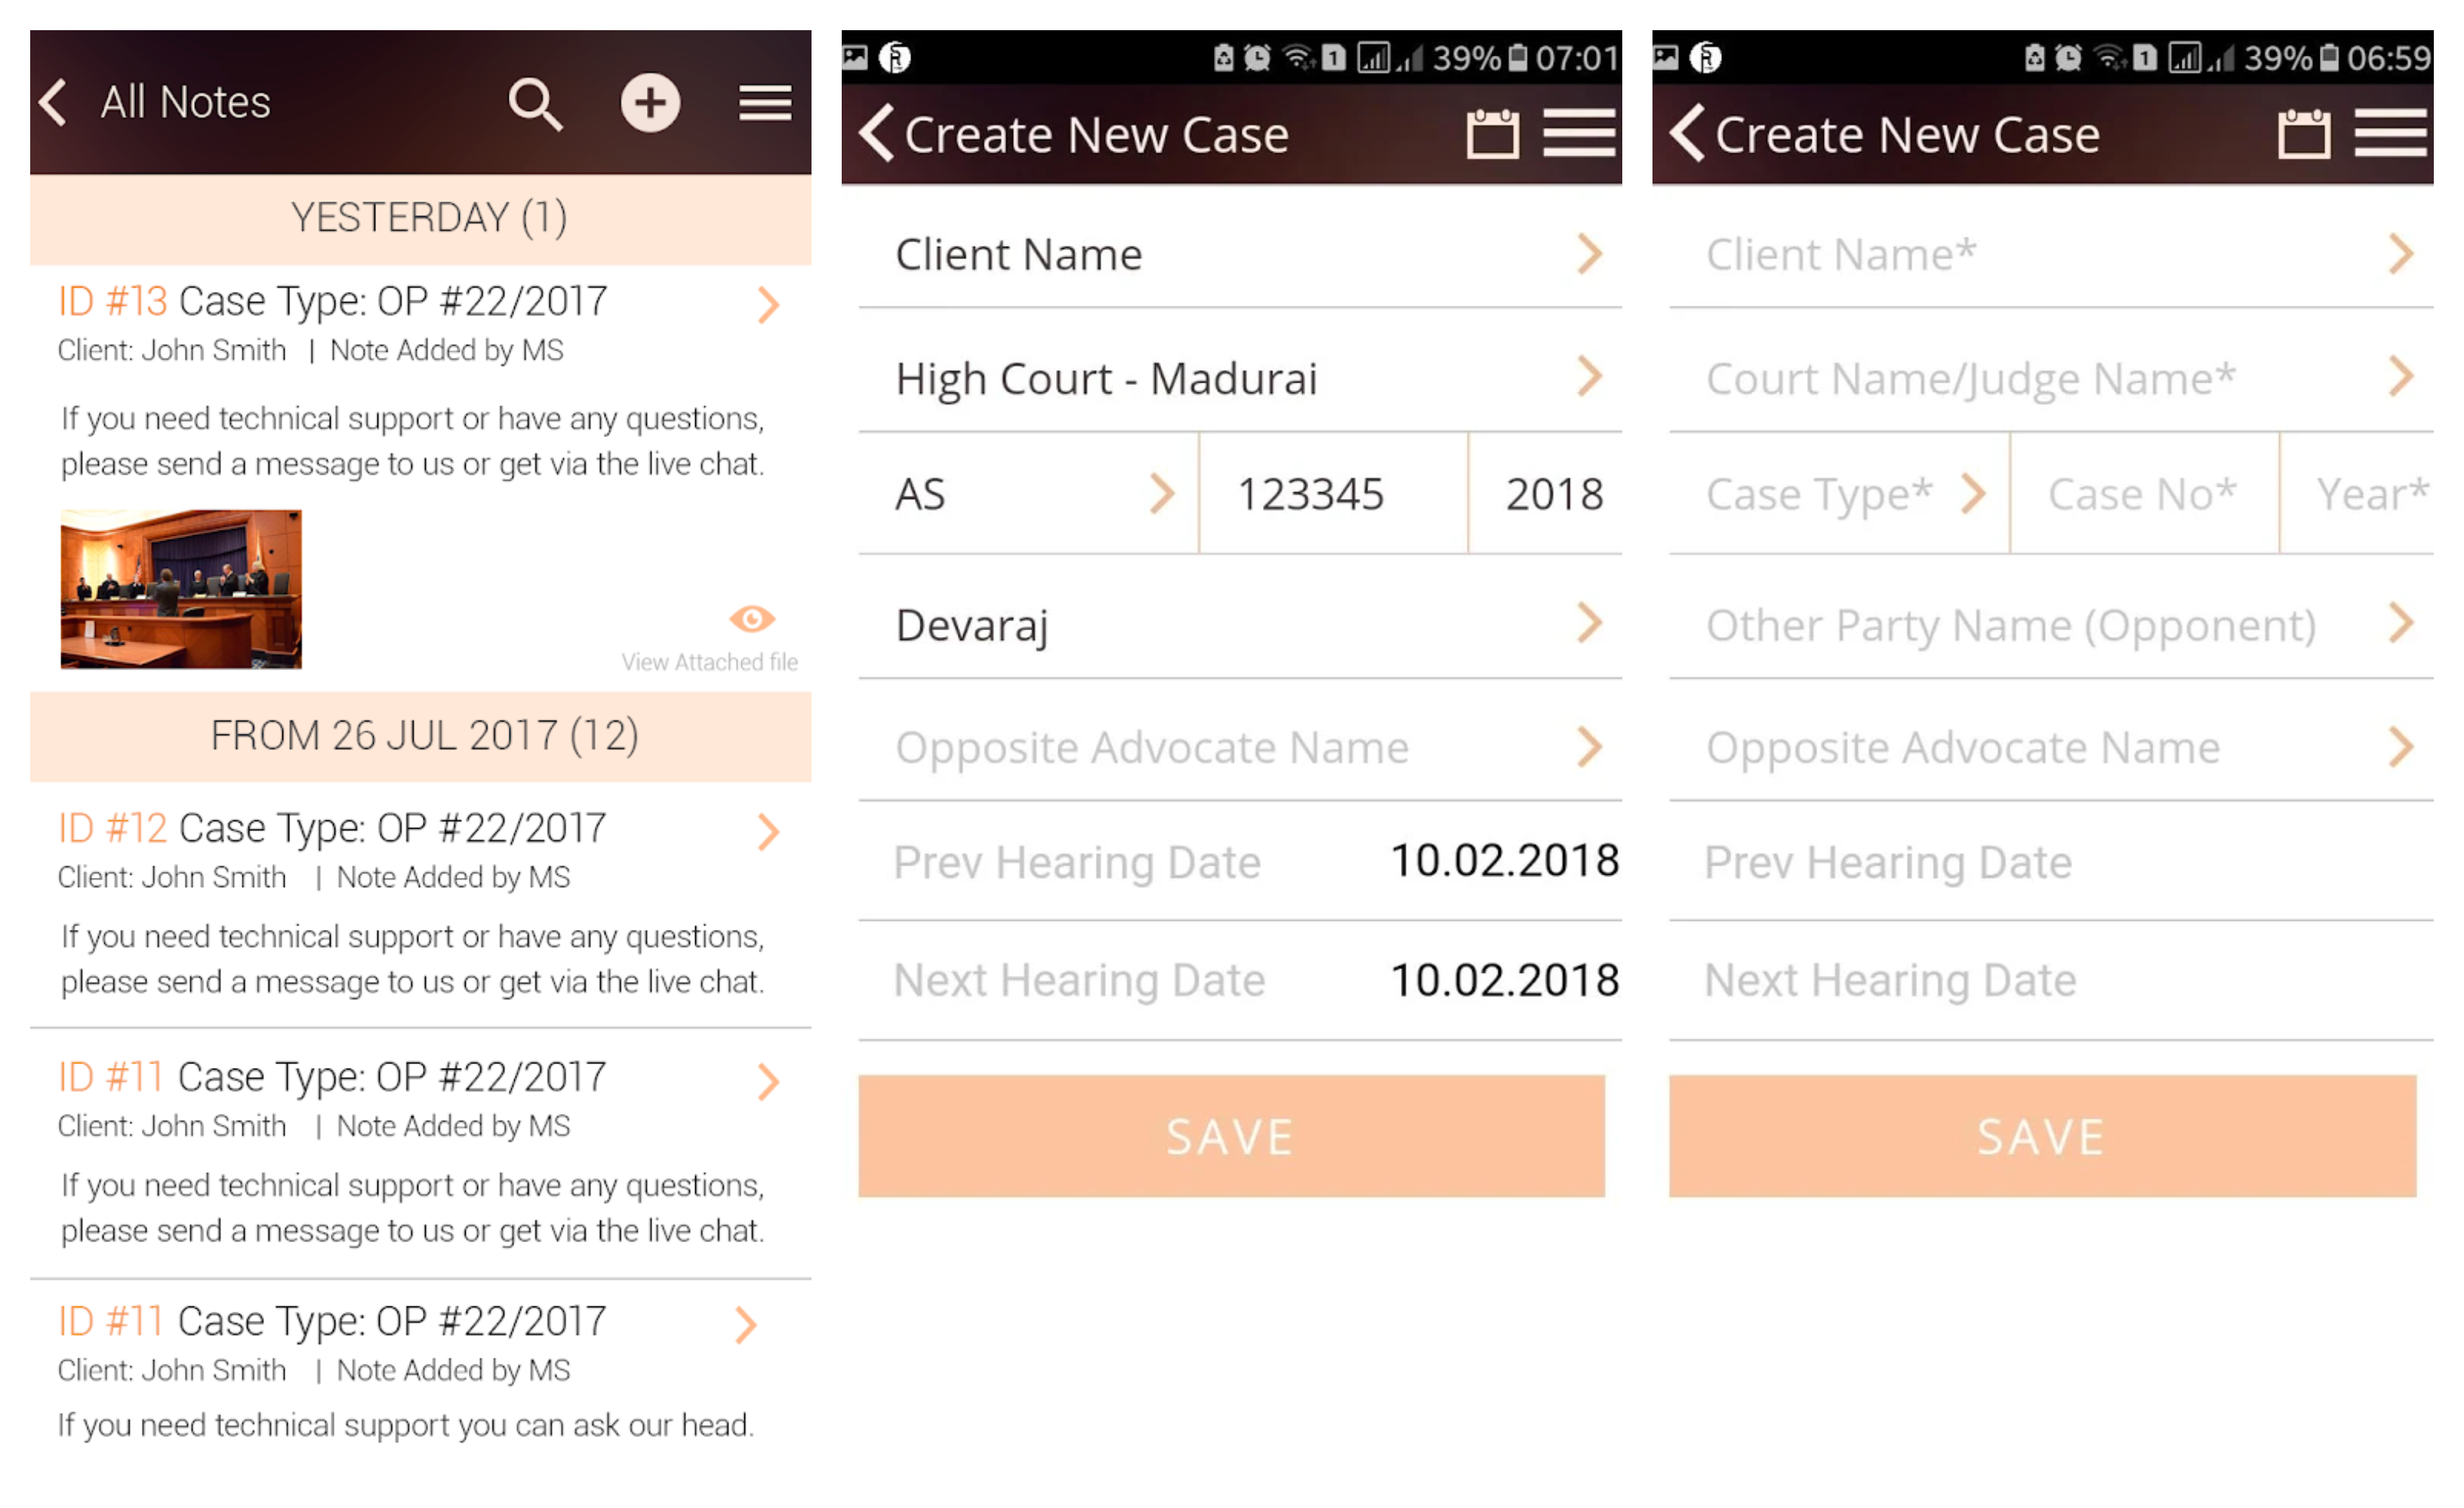 All Notes
YESTERDAY (1)
ID #13 Case Type: OP #22/2017
Client: John Smith | Note Added by MS
If you need technical support or have any questions,
please send a message to us or get via the live chat.
View Attached file
FROM 26 JUL 2017 (12)
ID #12 Case Type: OP #22/2017
Client: John Smith | Note Added by MS
If you need technical support or have any questions,
please send a message to us or get via the live chat.
ID #11 Case Type: OP #22/2017
Client: John Smith | Note Added by MS
If you need technical support or have any questions,
please send a message to us or get via the live chat.
ID #11 Case Type: OP #22/2017
Client: John Smith | Note Added by MS
If you need technical support you can ask our head.
1 39% 07:01
Create New Case
Client Name
High Court - Madurai
AS 123345 2018
Devaraj
Opposite Advocate Name
Prev Hearing Date 10.02.2018
Next Hearing Date 10.02.2018
SAVE
1 39% 06:59
Create New Case
Client Name*
Court Name/Judge Name*
Case Type* Case No* Year*
Other Party Name (Opponent)
Opposite Advocate Name
Prev Hearing Date
Next Hearing Date
SAVE